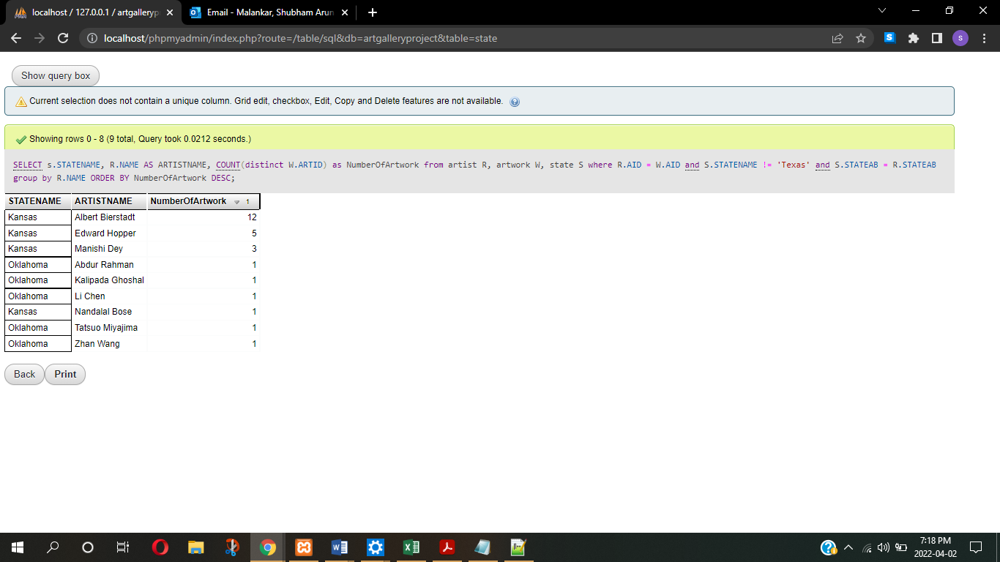 localhost / 127.0.0.1 / artgalleryp
Email - Malankar, Shubham Arun
localhost/phpmyadmin/index.php?route=/table/sql&db=artgalleryproject&table=state
S
s
Show query box
Current selection does not contain a unique column. Grid edit, checkbox, Edit, Copy and Delete features are not available.
Showing rows 0 - 8 (9 total, Query took 0.0212 seconds.)
SELECT s.STATENAME, R.NAME AS ARTISTNAME, COUNT(distinct W.ARTID) as NumberOfArtwork from artist R, artwork W, state S where R.AID = W.AID and S.STATENAME != 'Texas' and S.STATEAB = R.STATEAB
group by R.NAME ORDER BY NumberOfArtwork DESC;
STATENAME ARTISTNAME NumberOfArtwork 1
Kansas Albert Bierstadt 12
Kansas Edward Hopper 5
Kansas Manishi Dey 3
Oklahoma Abdur Rahman 1
Oklahoma Kalipada Ghoshal 1
Oklahoma Li Chen 1
Kansas Nandalal Bose 1
Oklahoma Tatsuo Miyajima 1
Oklahoma Zhan Wang 1
Back Print
7:18 PM
2022-04-02